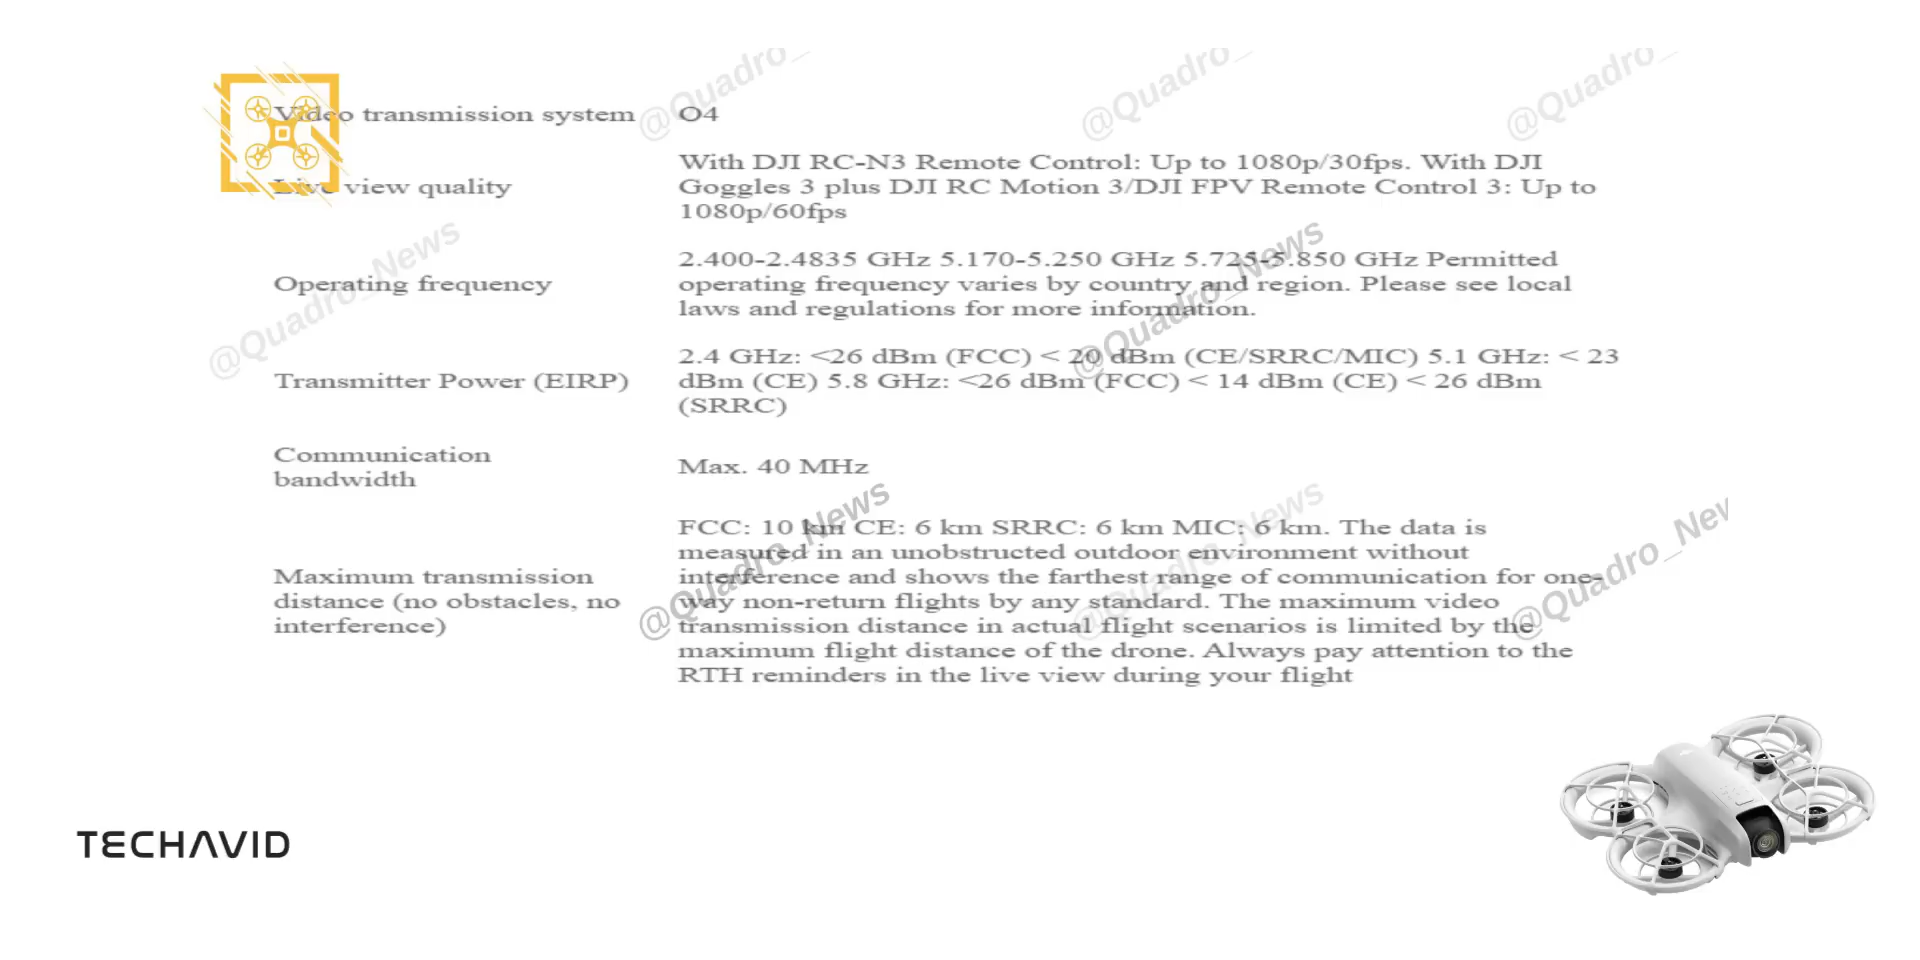 @Quadro_
@Quadro_
@Quadro_
Video transmission system
O4
With DJI RC-N3 Remote Control: Up to 1080p/30fps. With DJI
Live view quality
Goggles 3 plus DJI RC Motion 3/DJI FPV Remote Control 3: Up to
1080p/60fps
@Quadro_News
@Quadro_News
2.400-2.4835 GHz 5.170-5.250 GHz 5.725-5.850 GHz Permitted
Operating frequency
operating frequency varies by country and region. Please see local
laws and regulations for more information.
2.4 GHz: <26 dBm (FCC) < 20 dBm (CE/SRRC/MIC) 5.1 GHz: < 23
Transmitter Power (EIRP)
dBm (CE) 5.8 GHz: <26 dBm (FCC) < 14 dBm (CE) < 26 dBm
(SRRC)
Communication
bandwidth
Max. 40 MHz
@Quadro_News
@Quadro_News
@Quadro_New
FCC: 10 km CE: 6 km SRRC: 6 km MIC: 6 km. The data is
measured in an unobstructed outdoor environment without
Maximum transmission
distance (no obstacles, no
interference)
interference and shows the farthest range of communication for one-
way non-return flights by any standard. The maximum video
transmission distance in actual flight scenarios is limited by the
maximum flight distance of the drone. Always pay attention to the
RTH reminders in the live view during your flight
TECHAVID